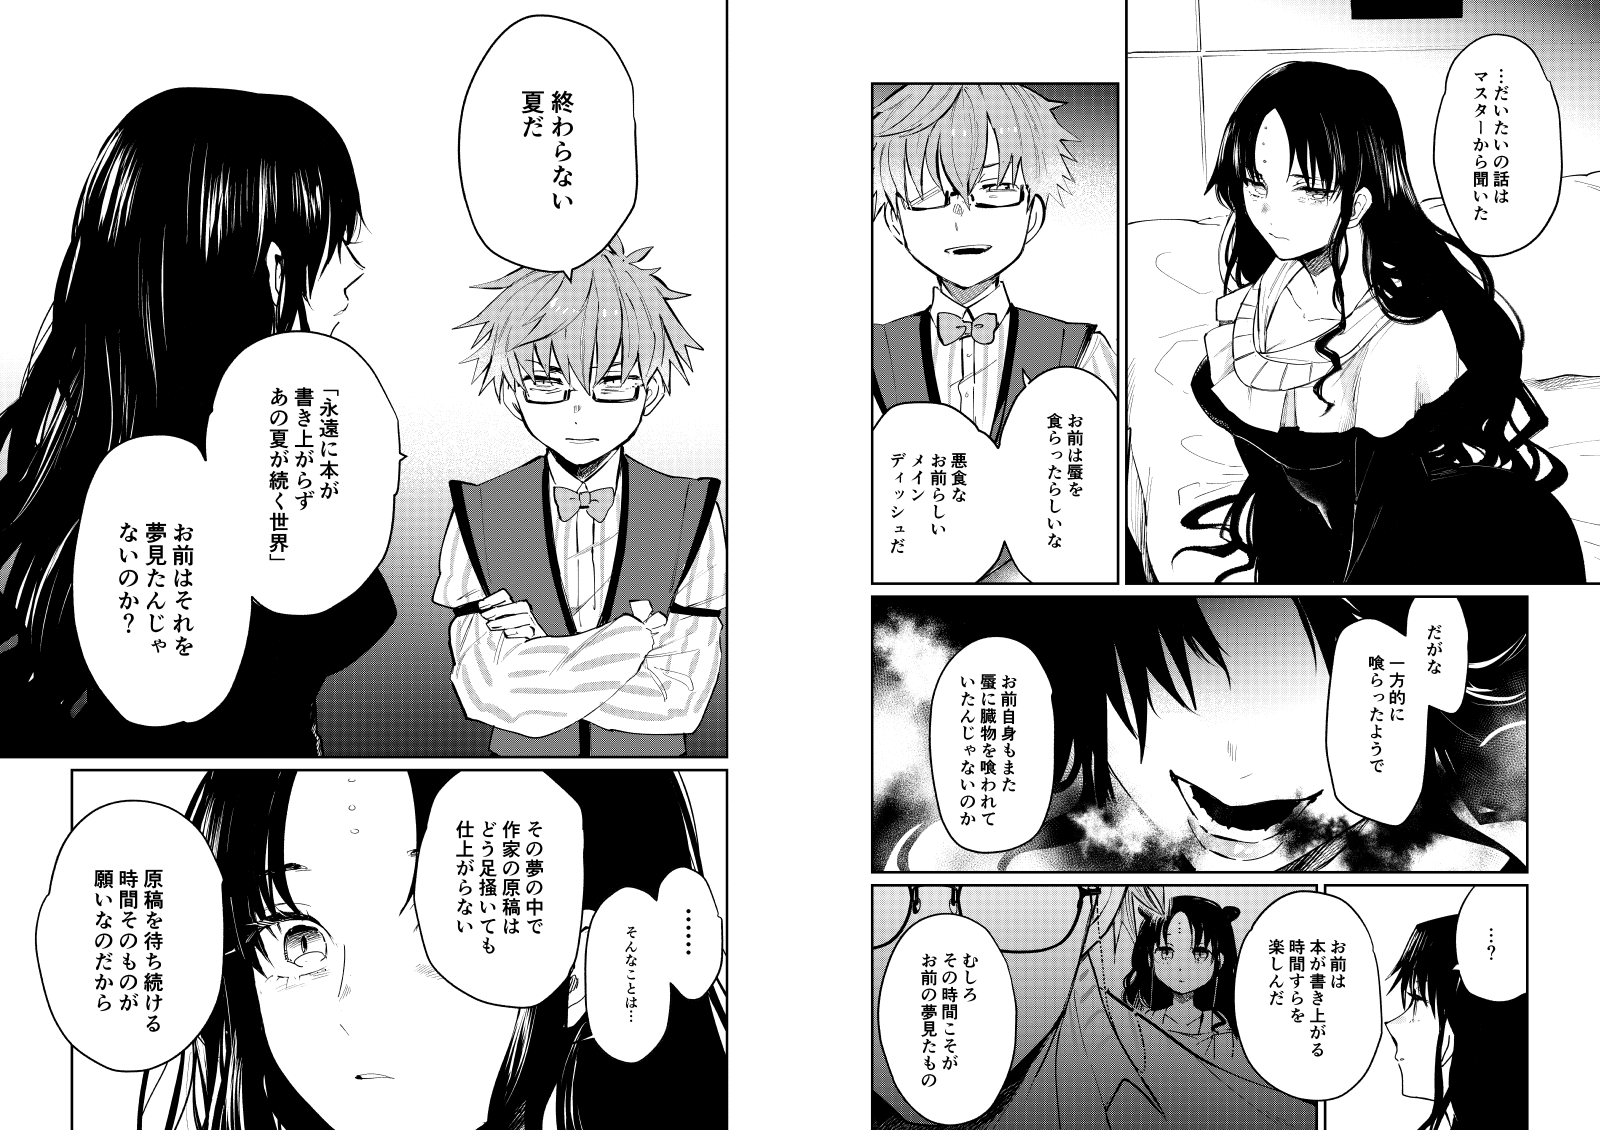 …だいたいの話は
マスターから聞いた
お前は蜃を
食らったらしいな
悪食な
お前らしい
メイン
ディッシュだ
だがな
一方的に
喰らったようで
お前自身もまた
蜃に臓物を喰われて
いたんじゃないのか
…?
お前は
本が書き上がる
時間すらを
楽しんだ
むしろ
その時間こそが
お前の夢見たもの
終わらない
夏だ
「永遠に本が
書き上がらず
あの夏が続く世界」
お前はそれを
夢見たんじゃ
ないのか?
……
そんなことは…
その夢の中で
作家の原稿は
どう足掻いても
仕上がらない
原稿を待ち続ける
時間そのものが
願いなのだから